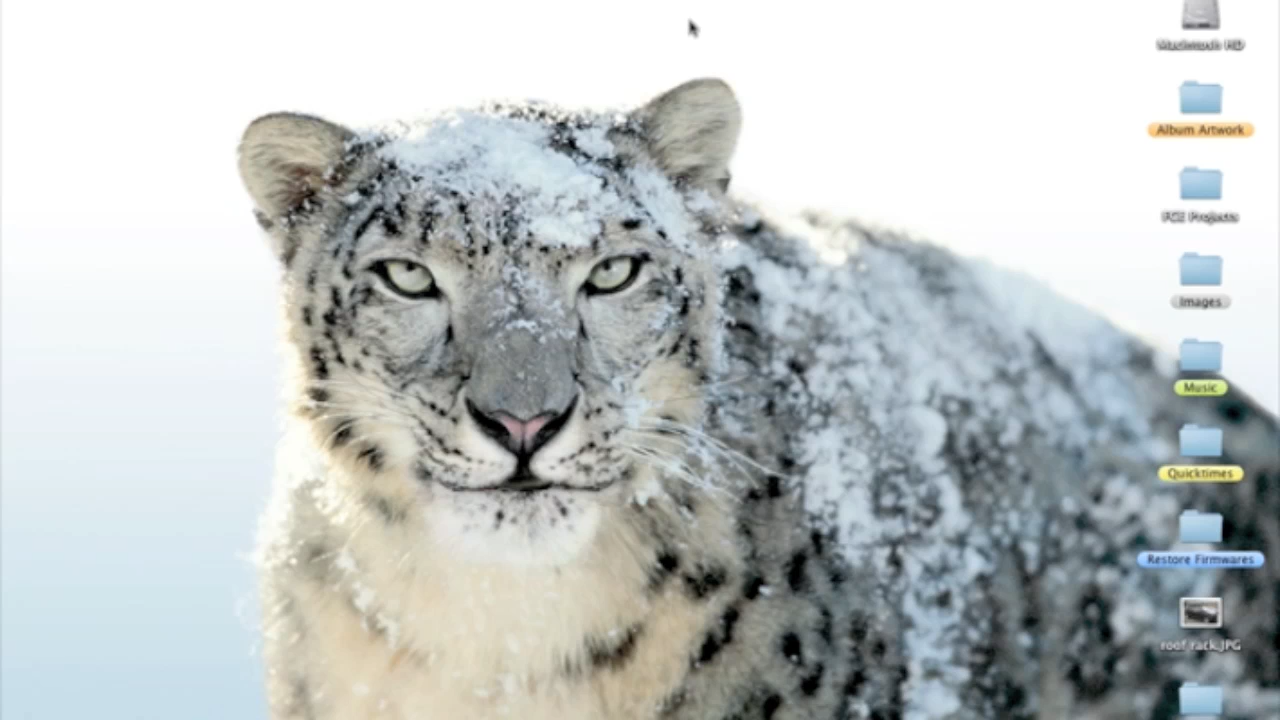 Macintosh HD
Album Artwork
FCE Projects
Images
Music
Quicktimes
Restore Firmwares
roof rack.JPG